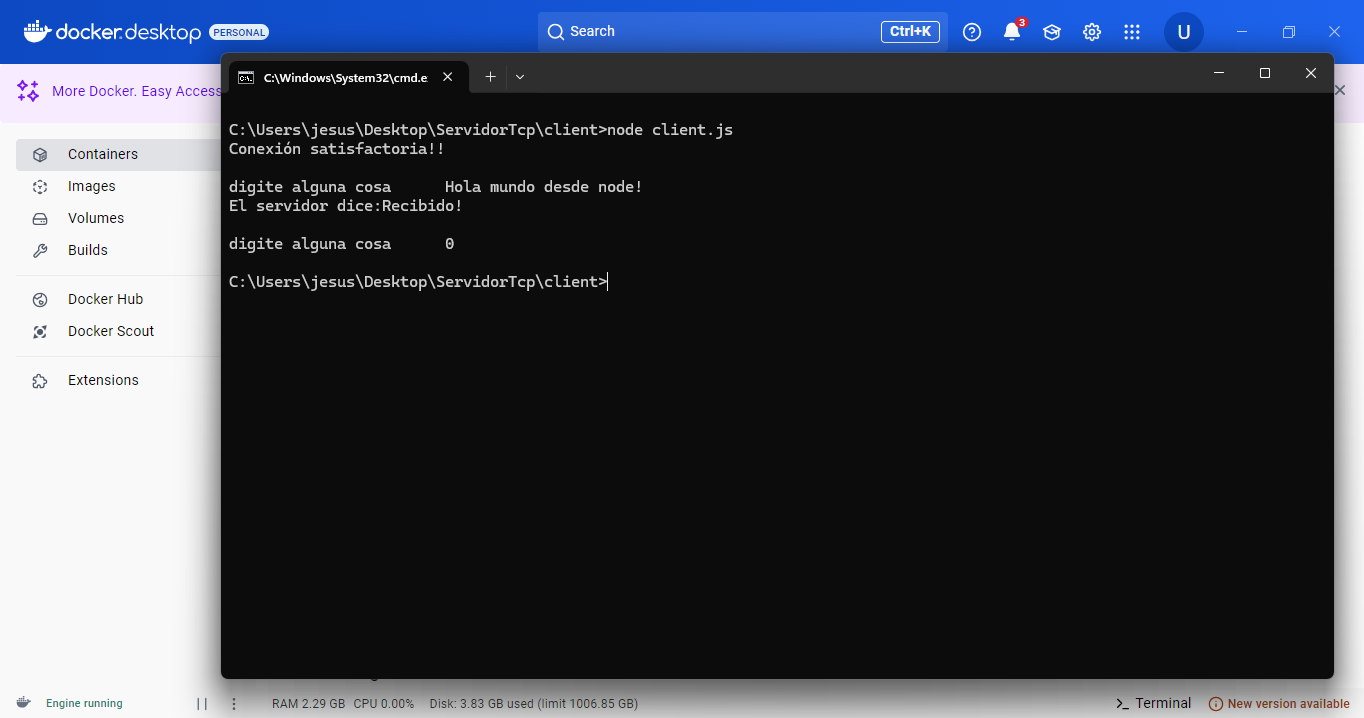 docker.desktop PERSONAL
Search
Ctrl+K
3
U
More Docker. Easy Access
C:\Windows\System32\cmd.e
Containers
Images
Volumes
Builds
Docker Hub
Docker Scout
Extensions
C:\Users\jesus\Desktop\ServidorTcp\client>node client.js
Conexión satisfactoria!!
digite alguna cosa      Hola mundo desde node!
El servidor dice:Recibido!
digite alguna cosa      0
C:\Users\jesus\Desktop\ServidorTcp\client>
Engine running
RAM 2.29 GB CPU 0.00% Disk: 3.83 GB used (limit 1006.85 GB)
Terminal
New version available